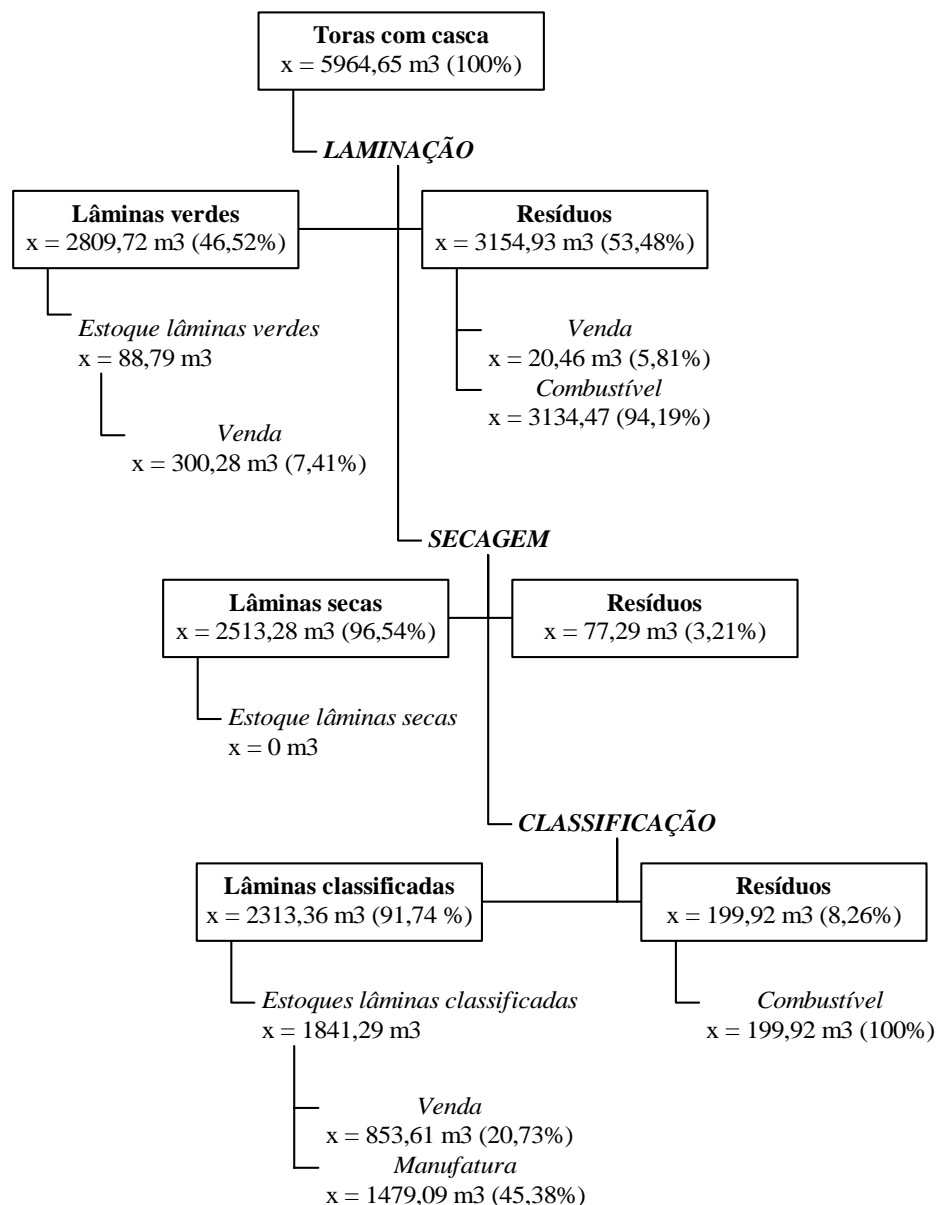 Toras com casca
x = 5964,65 m3 (100%)
LAMINAÇÃO
Lâminas verdes
x = 2809,72 m3 (46,52%)
Resíduos
x = 3154,93 m3 (53,48%)
Estoque lâminas verdes
x = 88,79 m3
Venda
x = 300,28 m3 (7,41%)
Venda
x = 20,46 m3 (5,81%)
Combustível
x = 3134,47 (94,19%)
SECAGEM
Lâminas secas
x = 2513,28 m3 (96,54%)
Resíduos
x = 77,29 m3 (3,21%)
Estoque lâminas secas
x = 0 m3
CLASSIFICAÇÃO
Lâminas classificadas
x = 2313,36 m3 (91,74 %)
Resíduos
x = 199,92 m3 (8,26%)
Estoques lâminas classificadas
x = 1841,29 m3
Combustível
x = 199,92 m3 (100%)
Venda
x = 853,61 m3 (20,73%)
Manufatura
x = 1479,09 m3 (45,38%)